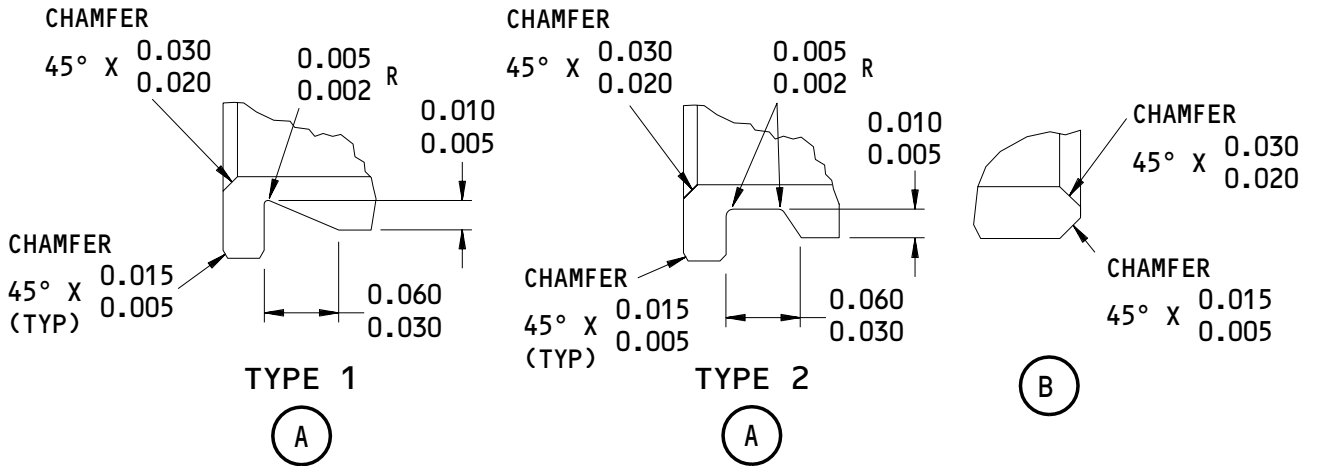 CHAMFER
45° X 0.030
0.020
0.005
0.002 R
0.010
0.005
CHAMFER
45° X 0.015
0.005
(TYP)
0.060
0.030
TYPE 1
A
CHAMFER
45° X 0.030
0.020
0.005
0.002 R
0.010
0.005
CHAMFER
45° X 0.015
0.005
(TYP)
0.060
0.030
TYPE 2
A
CHAMFER
45° X 0.030
0.020
CHAMFER
45° X 0.015
0.005
B